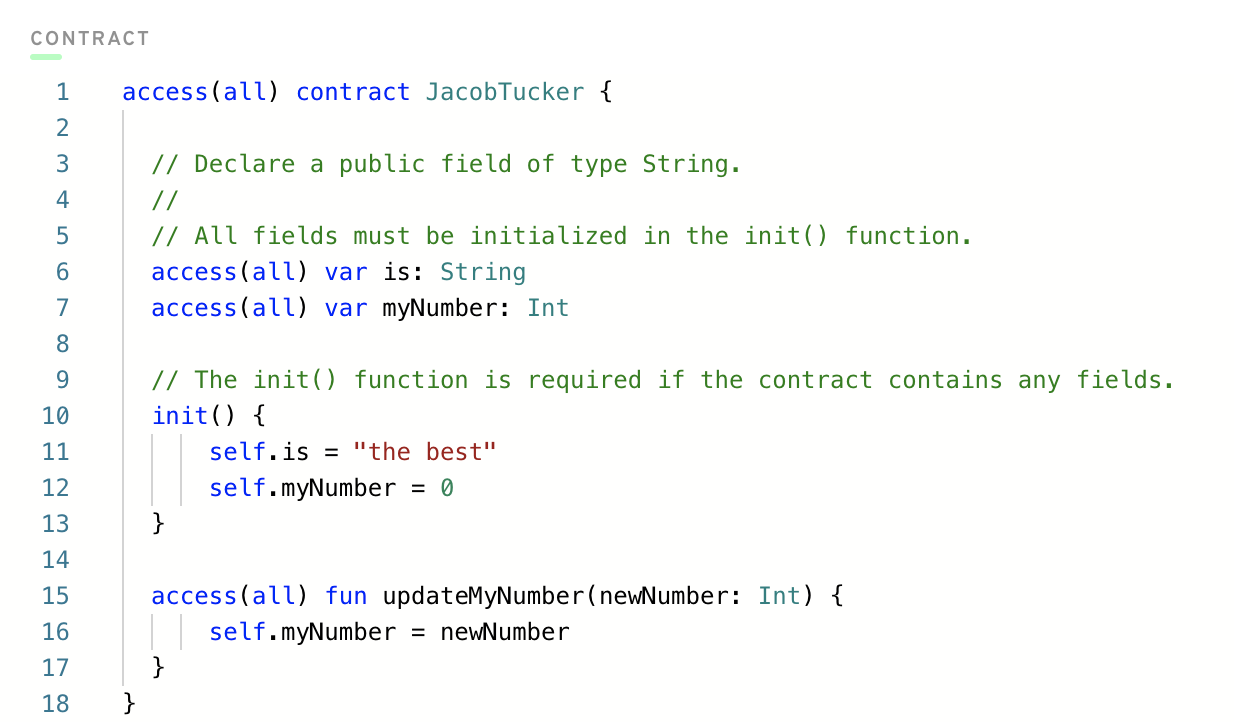 CONTRACT
1 access(all) contract JacobTucker {
2
3 // Declare a public field of type String.
4 //
5 // All fields must be initialized in the init() function.
6 access(all) var is: String
7 access(all) var myNumber: Int
8
9 // The init() function is required if the contract contains any fields.
10 init() {
11 self.is = "the best"
12 self.myNumber = 0
13 }
14
15 access(all) fun updateMyNumber(newNumber: Int) {
16 self.myNumber = newNumber
17 }
18 }